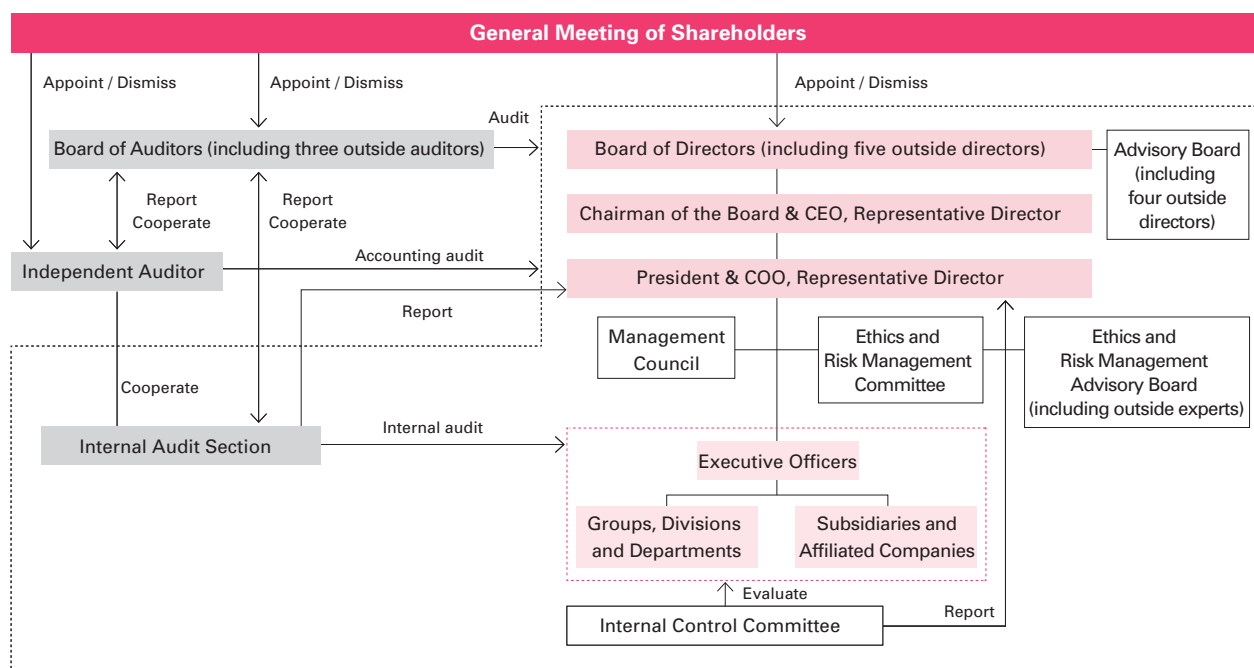 General Meeting of Shareholders
Appoint / Dismiss
Appoint / Dismiss
Appoint / Dismiss
Audit
Board of Auditors (including three outside auditors)
Board of Directors (including five outside directors)
Advisory Board
(including
four outside
directors)
Report
Cooperate
Report
Cooperate
Chairman of the Board & CEO, Representative Director
Independent Auditor
Accounting audit
President & COO, Representative Director
Report
Management
Council
Ethics and
Risk Management
Committee
Ethics and
Risk Management
Advisory Board
(including outside experts)
Cooperate
Internal Audit Section
Internal audit
Executive Officers
Groups, Divisions
and Departments
Subsidiaries and
Affiliated Companies
Evaluate
Internal Control Committee
Report